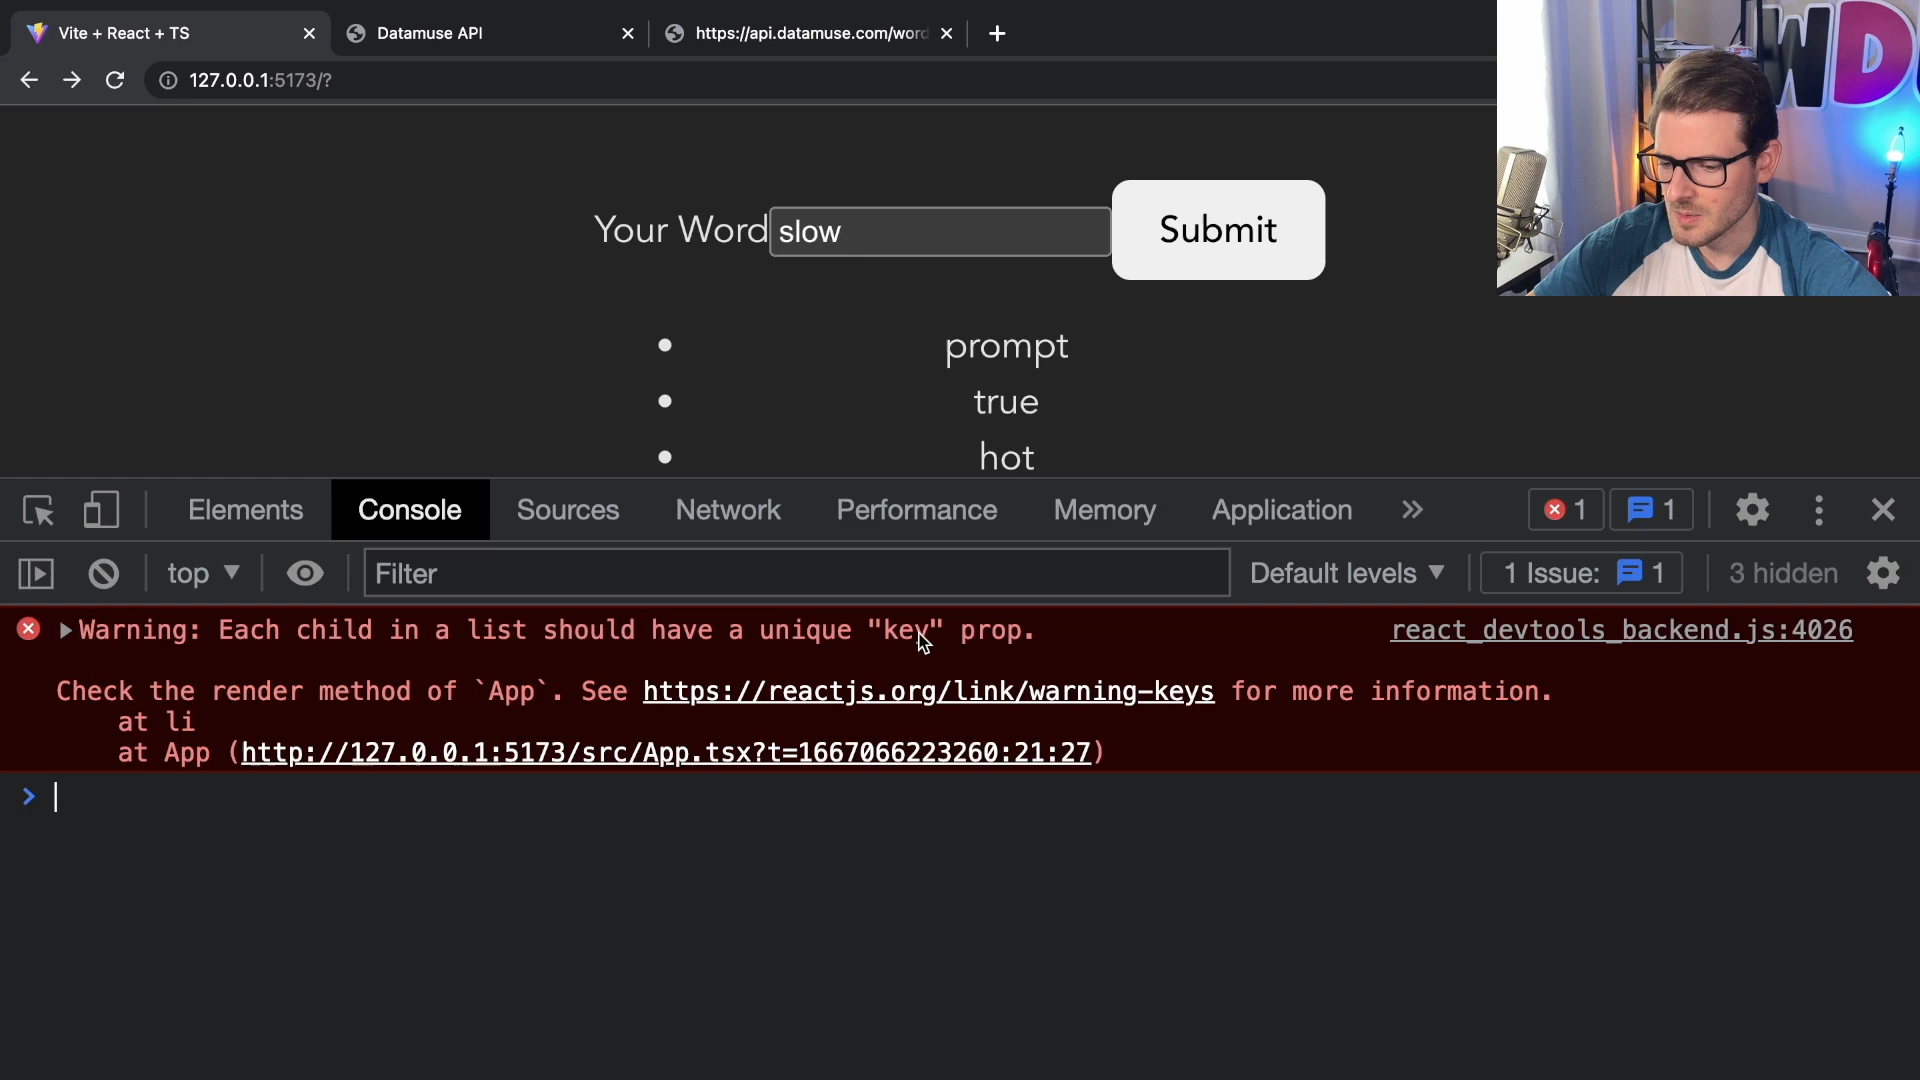 Vite + React + TS
Datamuse API
https://api.datamuse.com/word
127.0.0.1:5173/?
WD
Your Word
slow
Submit
• prompt
• true
• hot
Elements
Console
Sources
Network
Performance
Memory
Application
1
1
top
Filter
Default levels
1 Issue:
1
3 hidden
Warning: Each child in a list should have a unique "key" prop.
react_devtools_backend.js:4026
Check the render method of `App`. See https://reactjs.org/link/warning-keys for more information.
at li
at App (http://127.0.0.1:5173/src/App.tsx?t=1667066223260:21:27)